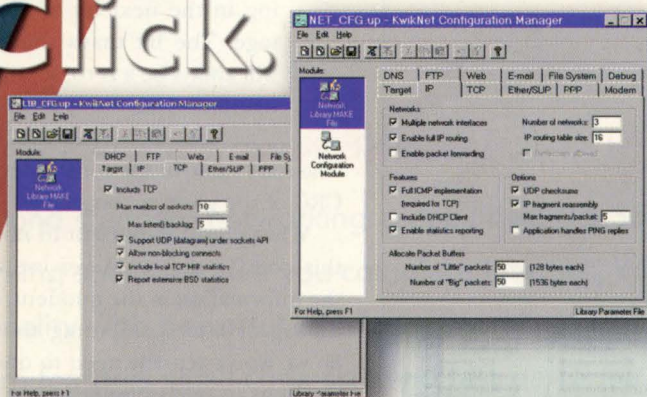 Click.
LIB_CFG.up - KwikNet Configuration Manager
File Edit Help
Module:
Network
Library MAKE
File
DHCP FTP Web E-mail File Sy
Target IP TCP Ether/SLIP PPP
Include TCP
Max number of sockets: 10
Max listen() backlog: 5
Support UDP (datagram) under sockets API
Allow non-blocking connects
Include local TCP MIB statistics
Report extensive BSD statistics
For Help, press F1
Library Parameter File
NET_CFG.up - KwikNet Configuration Manager
File Edit Help
Module:
Network
Library MAKE
File
Network
Configuration
Module
DNS FTP Web E-mail File System Debug
Target IP TCP Ether/SLIP PPP Modem
Networks
Multiple network interfaces Number of networks: 3
Enable full IP routing IP routing table size: 16
Enable packet forwarding
Features
Full ICMP implementation
(required for TCP)
Include DHCP Client
Enable statistics reporting
Options
UDP checksums
IP fragment reassembly
Max fragments/packet: 5
Application handles PING replies
Allocate Packet Buffers
Number of "Little" packets: 50 (128 bytes each)
Number of "Big" packets: 50 (1536 bytes each)
For Help, press F1
Library Parameter File